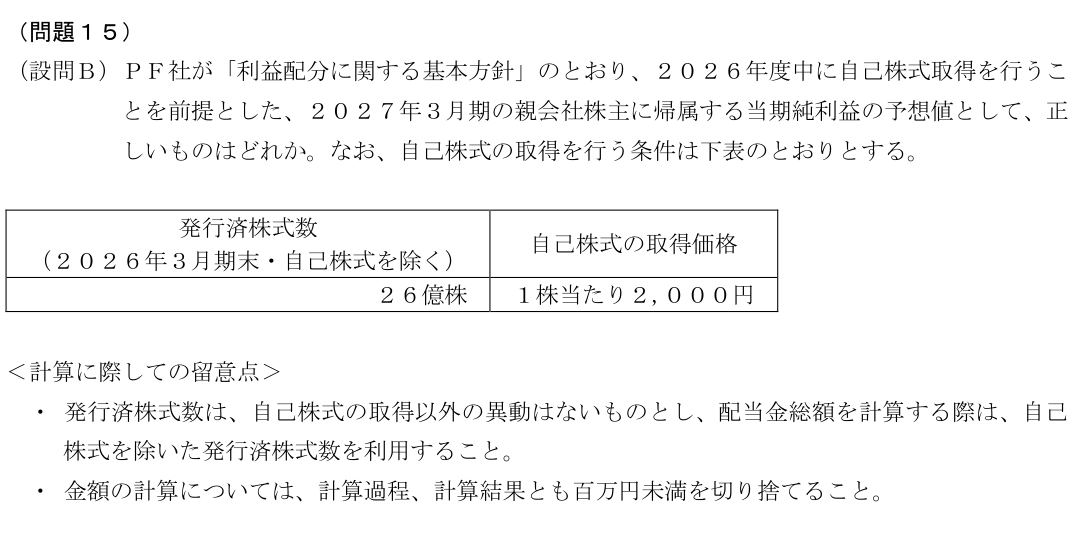 （問題１５）
（設問Ｂ）ＰＦ社が「利益配分に関する基本方針」のとおり、２０２６年度中に自己株式取得を行うこ
とを前提とした、２０２７年３月期の親会社株主に帰属する当期純利益の予想値として、正
しいものはどれか。なお、自己株式の取得を行う条件は下表のとおりとする。
発行済株式数
（２０２６年３月期末・自己株式を除く）
自己株式の取得価格
２６億株
１株当たり２,０００円
＜計算に際しての留意点＞
・ 発行済株式数は、自己株式の取得以外の異動はないものとし、配当金総額を計算する際は、自己
株式を除いた発行済株式数を利用すること。
・ 金額の計算については、計算過程、計算結果とも百万円未満を切り捨てること。